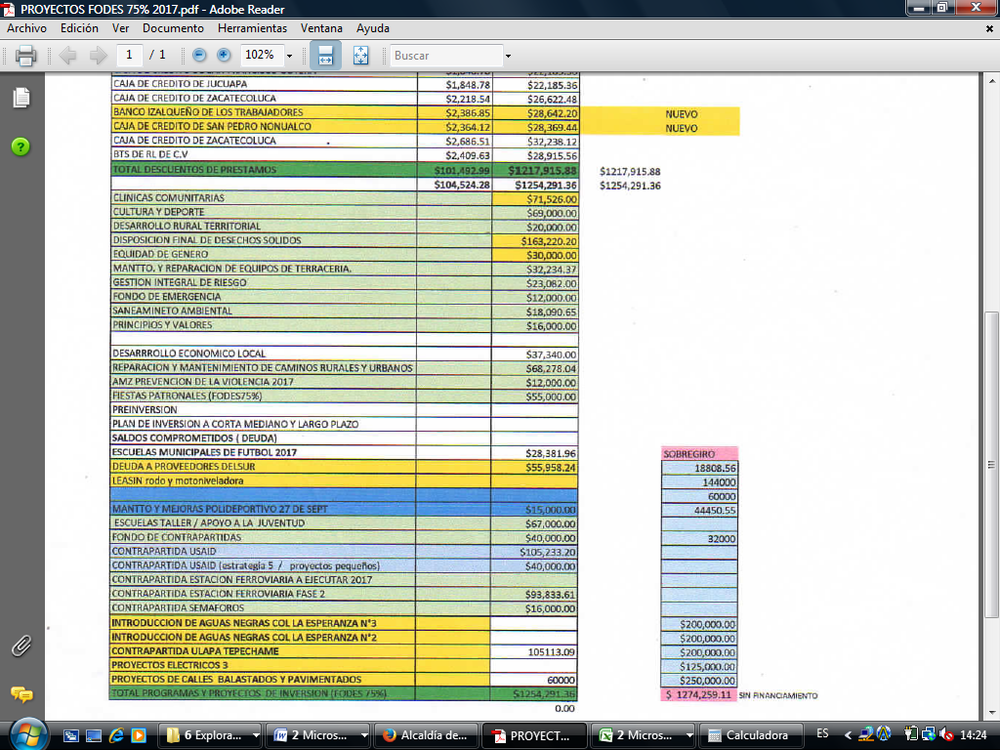 PROYECTOS FODES 75% 2017.pdf - Adobe Reader
Archivo Edición Ver Documento Herramientas Ventana Ayuda
1 / 1 102% Buscar
CAJA DE CREDITO DE JUCUAPA $1,848.78 $22,185.36
CAJA DE CREDITO DE ZACATECOLUCA $2,218.54 $26,622.48
BANCO IZALQUEÑO DE LOS TRABAJADORES $2,386.85 $28,642.20 NUEVO
CAJA DE CREDITO DE SAN PEDRO NONUALCO $2,364.12 $28,369.44 NUEVO
CAJA DE CREDITO DE ZACATECOLUCA $2,686.51 $32,238.12
BTS DE RL DE C.V $2,409.63 $28,915.56
TOTAL DESCUENTOS DE PRESTAMOS $101,492.99 $1217,915.88 $1217,915.88
$104,524.28 $1254,291.36 $1254,291.36
CLINICAS COMUNITARIAS $71,526.00
CULTURA Y DEPORTE $69,000.00
DESARROLLO RURAL TERRITORIAL $20,000.00
DISPOSICION FINAL DE DESECHOS SOLIDOS $163,220.20
EQUIDAD DE GENERO $30,000.00
MANTTO. Y REPARACION DE EQUIPOS DE TERRACERIA. $32,234.37
GESTION INTEGRAL DE RIESGO $23,082.00
FONDO DE EMERGENCIA $12,000.00
SANEAMINETO AMBIENTAL $18,090.65
PRINCIPIOS Y VALORES $16,000.00
DESARRROLLO ECONOMICO LOCAL $37,340.00
REPARACION Y MANTENIMIENTO DE CAMINOS RURALES Y URBANOS $68,278.04
AMZ PREVENCION DE LA VIOLENCIA 2017 $12,000.00
FIESTAS PATRONALES (FODES75%) $55,000.00
PREINVERSION
PLAN DE INVERSION A CORTA MEDIANO Y LARGO PLAZO
SALDOS COMPROMETIDOS ( DEUDA)
ESCUELAS MUNICIPALES DE FUTBOL 2017 $28,381.96 SOBREGIRO
DEUDA A PROVEEDORES DELSUR $55,958.24 18808.56
LEASIN rodo y motoniveladora 144000
60000
MANTTO Y MEJORAS POLIDEPORTIVO 27 DE SEPT $15,000.00 44450.55
ESCUELAS TALLER / APOYO A LA JUVENTUD $67,000.00
FONDO DE CONTRAPARTIDAS $40,000.00 32000
CONTRAPARTIDA USAID $105,233.20
CONTRAPARTIDA USAID (estrategia 5 / proyectos pequeños) $40,000.00
CONTRAPARTIDA ESTACION FERROVIARIA A EJECUTAR 2017
CONTRAPARTIDA ESTACION FERROVIARIA FASE 2 $93,833.61
CONTRAPARTIDA SEMAFOROS $16,000.00
INTRODUCCION DE AGUAS NEGRAS COL LA ESPERANZA N°3 $200,000.00
INTRODUCCION DE AGUAS NEGRAS COL LA ESPERANZA N°2 $200,000.00
CONTRAPARTIDA ULAPA TEPECHAME 105113.09 $200,000.00
PROYECTOS ELECTRICOS 3 $125,000.00
PROYECTOS DE CALLES BALASTADOS Y PAVIMENTADOS 60000 $250,000.00
TOTAL PROGRAMAS Y PROYECTOS DE INVERSION (FODES 75%) $1254,291.36 $ 1274,259.11 SIN FINANCIAMIENTO
0.00
6 Explora... 2 Micros... Alcaldía de... PROYECT... 2 Micros... Calculadora ES 14:24